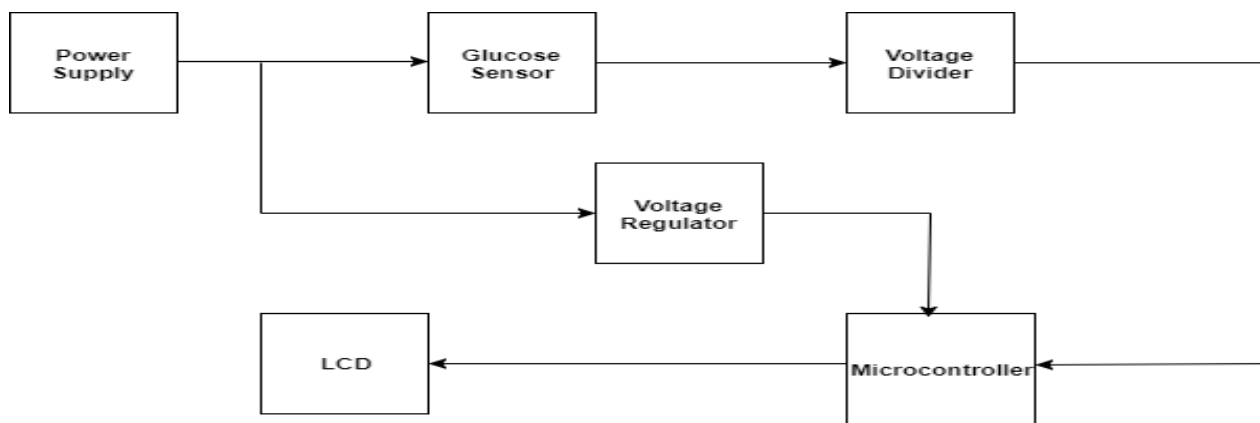 Power
Supply
Glucose
Sensor
Voltage
Divider
Voltage
Regulator
LCD
Microcontroller